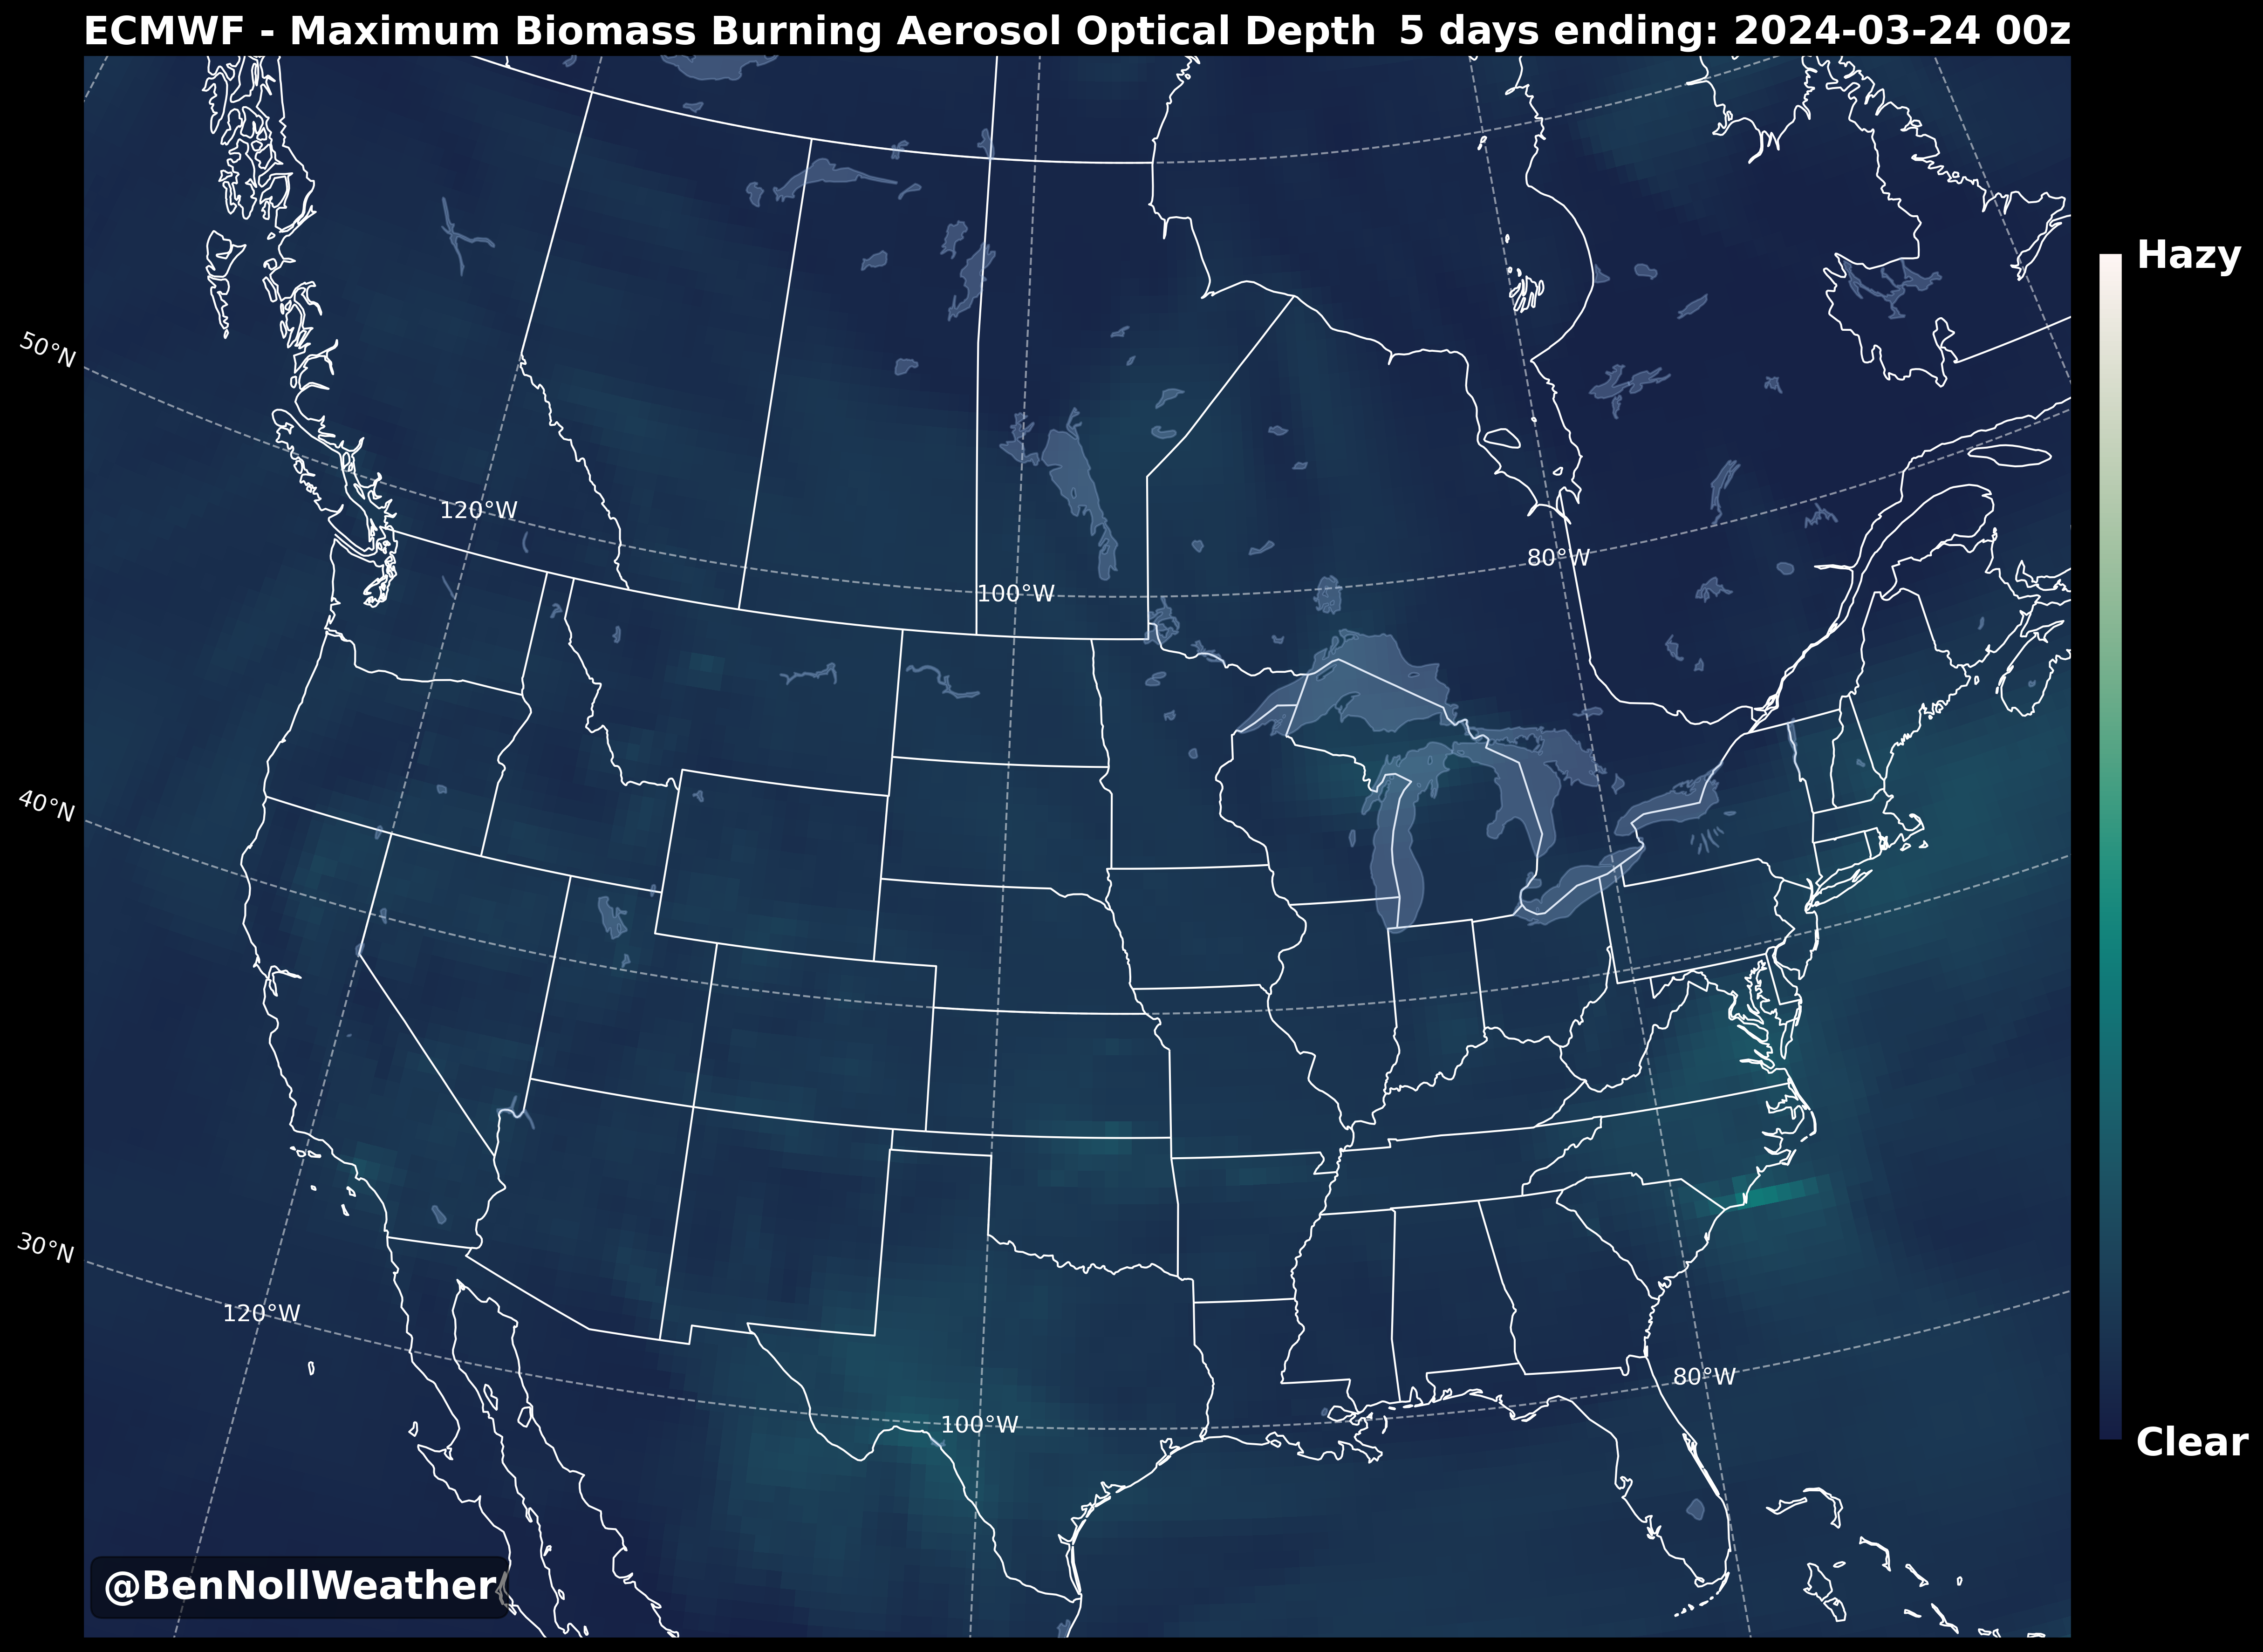 ECMWF - Maximum Biomass Burning Aerosol Optical Depth 5 days ending: 2024-03-24 00z
Hazy
50°N
120°W
80°W
100°W
40°N
30°N
120°W
80°W
100°W
Clear
@BenNollWeather